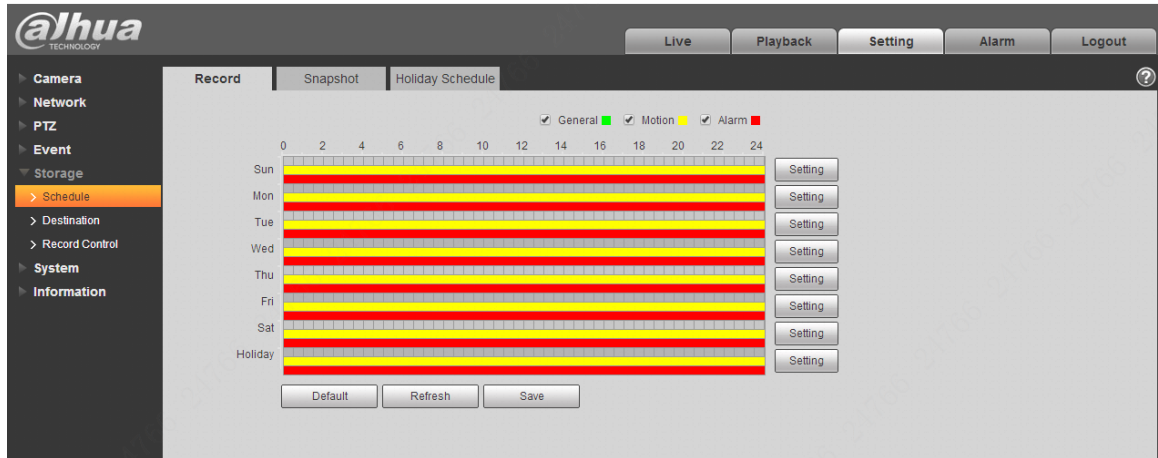 alhua
TECHNOLOGY
Live Playback Setting Alarm Logout
Camera
Network
PTZ
Event
Storage
Schedule
Destination
Record Control
System
Information
Record Snapshot Holiday Schedule ?
General Motion Alarm
0 2 4 6 8 10 12 14 16 18 20 22 24
Sun Setting
Mon Setting
Tue Setting
Wed Setting
Thu Setting
Fri Setting
Sat Setting
Holiday Setting
Default Refresh Save